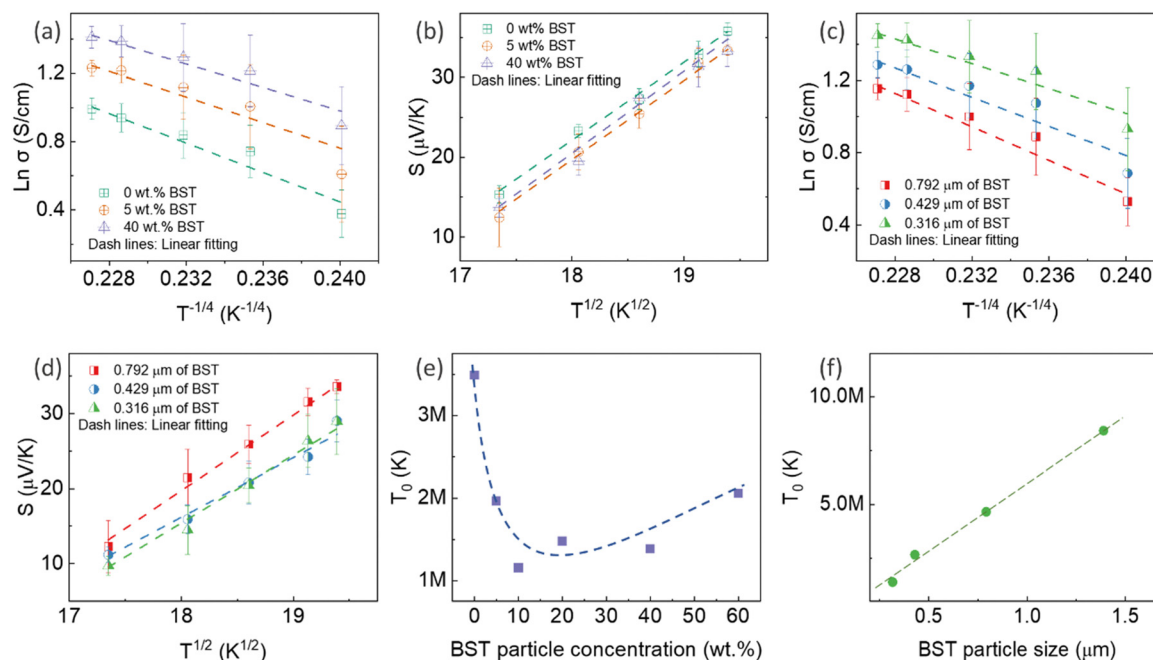 (a)
Ln σ (S/cm)
1.2
0.8
0.4
0 wt.% BST
5 wt.% BST
40 wt.% BST
Dash lines: Linear fitting
0.228 0.232 0.236 0.240
T-1/4 (K-1/4)
(b)
S (μV/K)
30
20
10
0 wt% BST
5 wt% BST
40 wt% BST
Dash lines: Linear fitting
17 18 19
T1/2 (K1/2)
(c)
Ln σ (S/cm)
1.2
0.8
0.4
0.792 μm of BST
0.429 μm of BST
0.316 μm of BST
Dash lines: Linear fitting
0.228 0.232 0.236 0.240
T-1/4 (K-1/4)
(d)
S (μV/K)
40
30
20
10
0.792 μm of BST
0.429 μm of BST
0.316 μm of BST
Dash lines: Linear fitting
17 18 19
T1/2 (K1/2)
(e)
T0 (K)
3M
2M
1M
0 10 20 30 40 50 60
BST particle concentration (wt.%)
(f)
T0 (K)
10.0M
5.0M
0.5 1.0 1.5
BST particle size (μm)